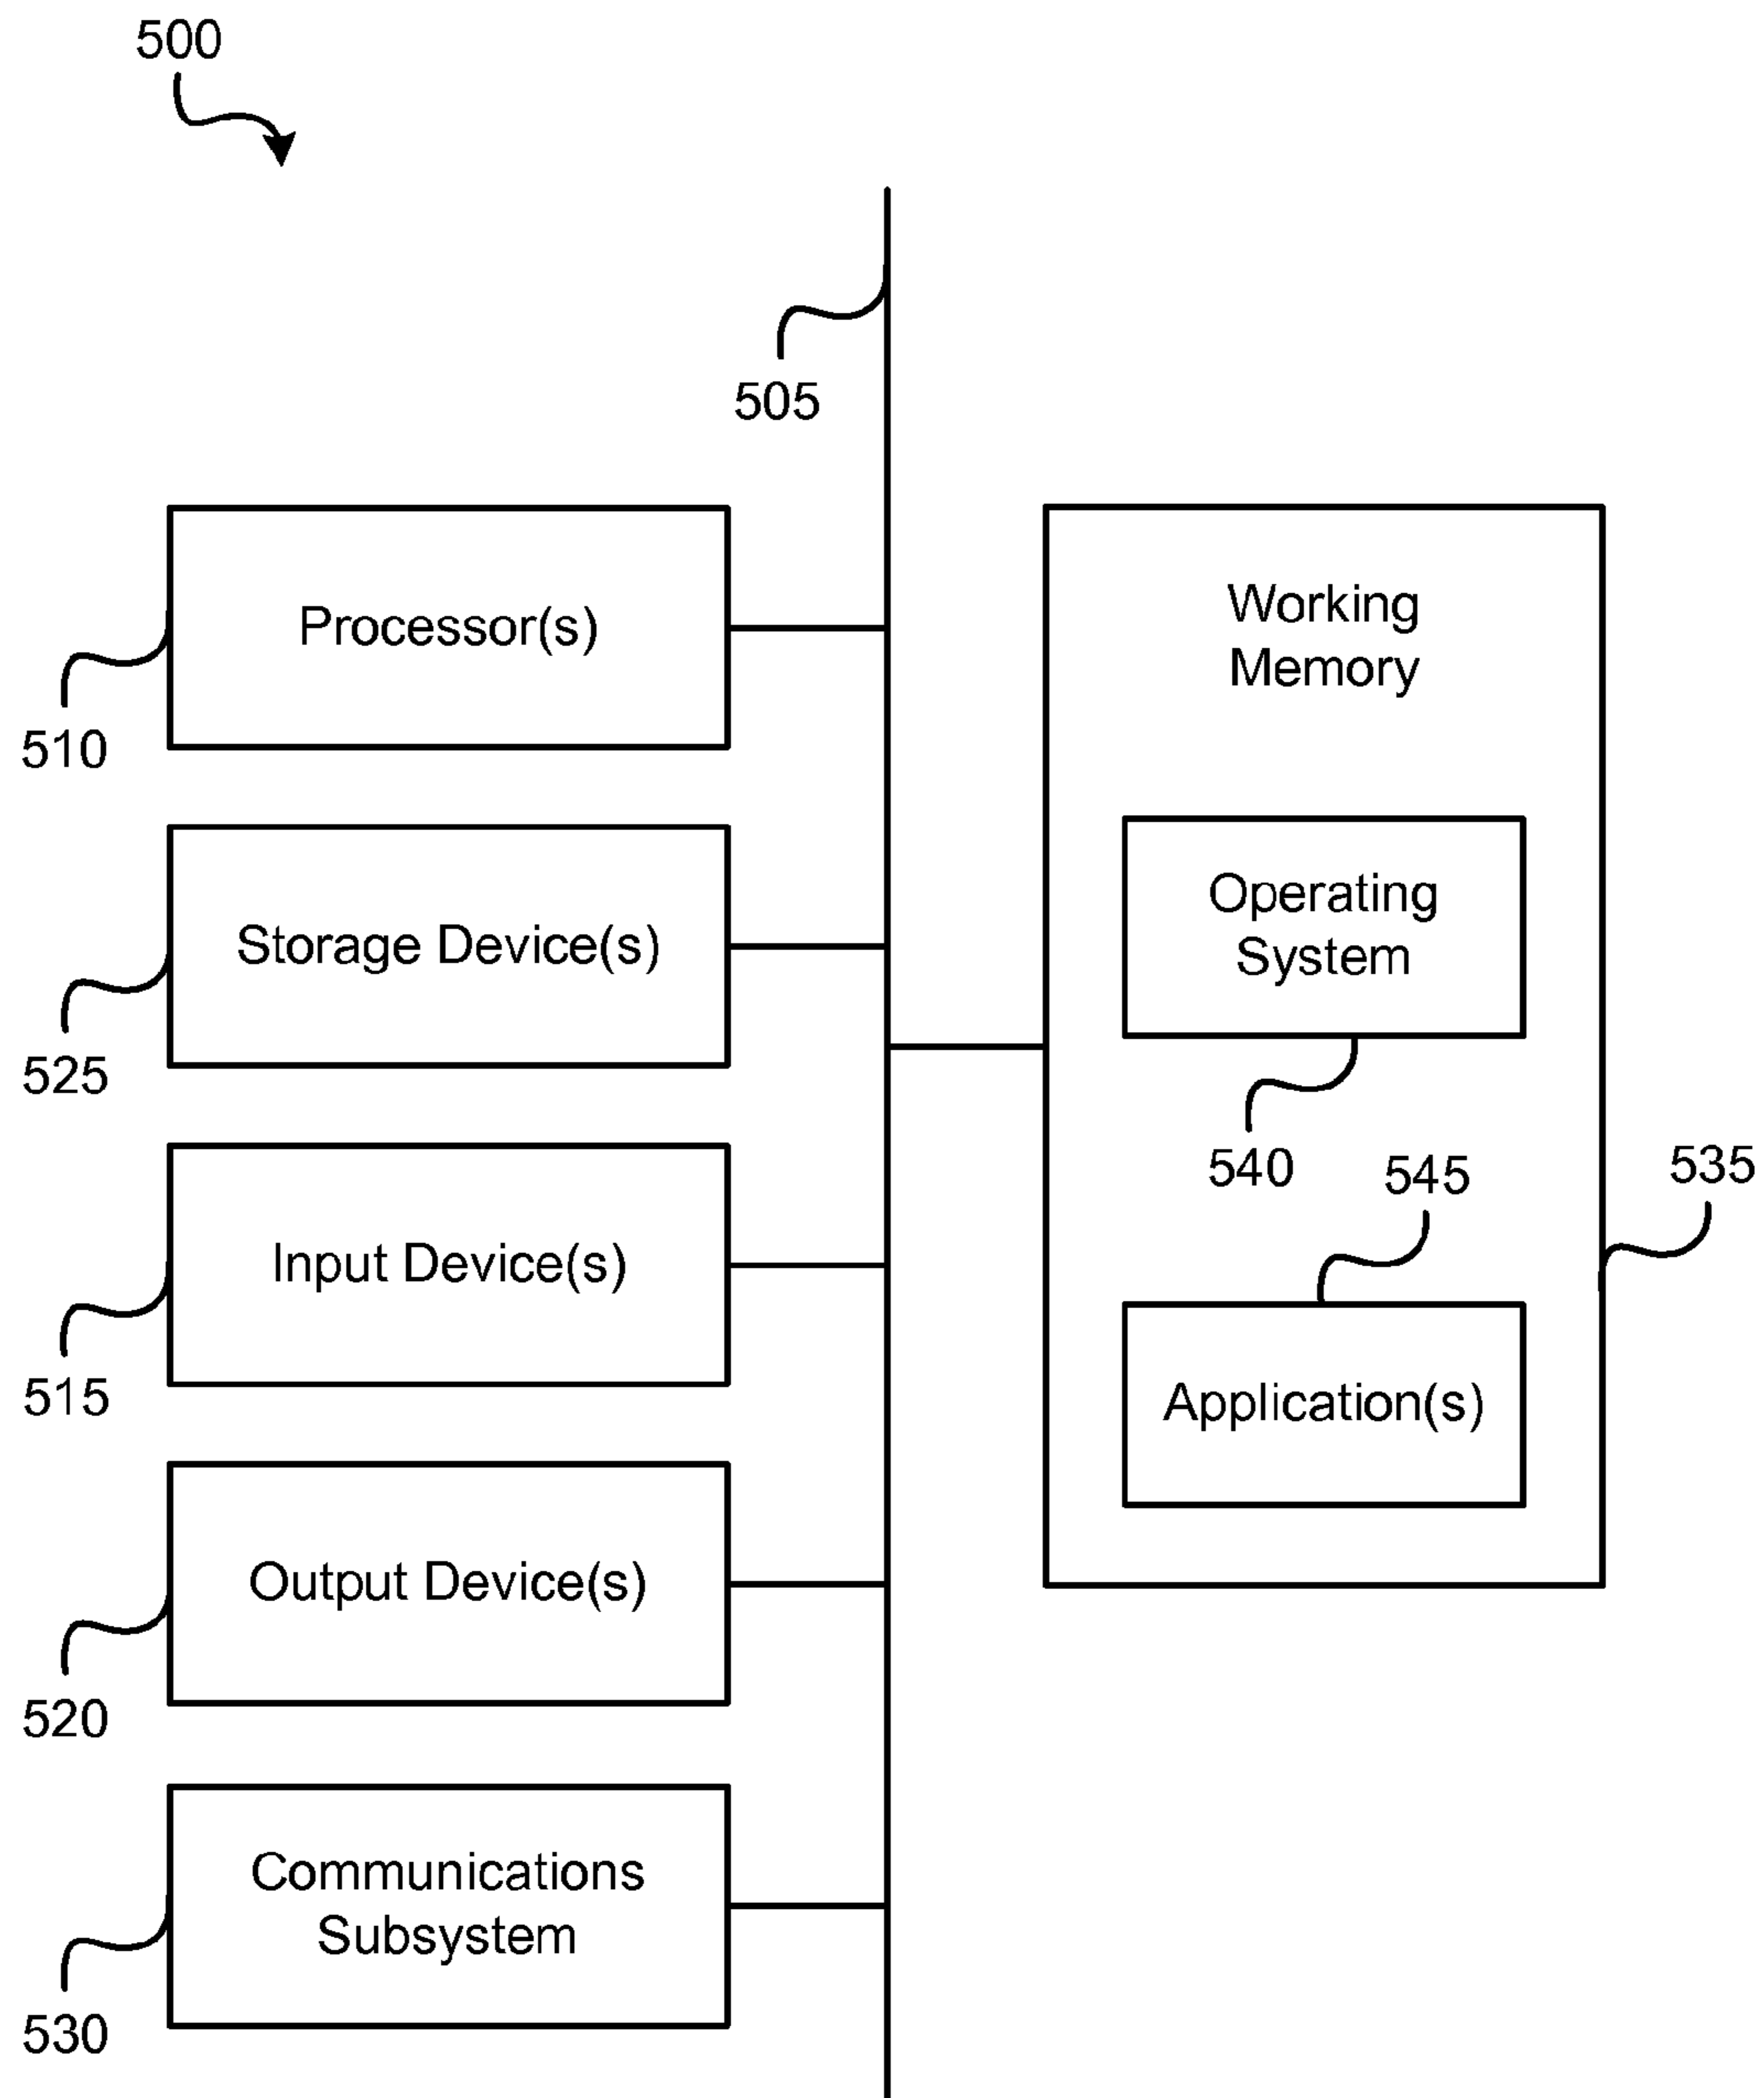 500
505
Processor(s)
510
Storage Device(s)
525
Input Device(s)
515
Output Device(s)
520
Communications
Subsystem
530
Working
Memory
Operating
System
540
545
535
Application(s)